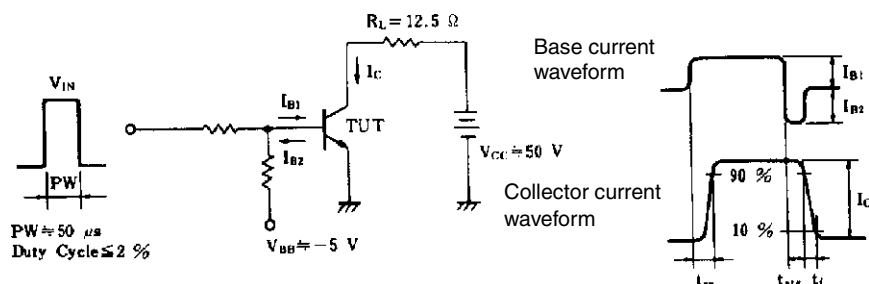 R_L = 12.5 Ω
V_IN
PW
PW≒50 μs
Duty Cycle≦2 %
I_B1
I_B2
I_C
TUT
V_CC≒50 V
V_BB≒−5 V
Base current
waveform
I_B1
I_B2
Collector current
waveform
90 %
10 %